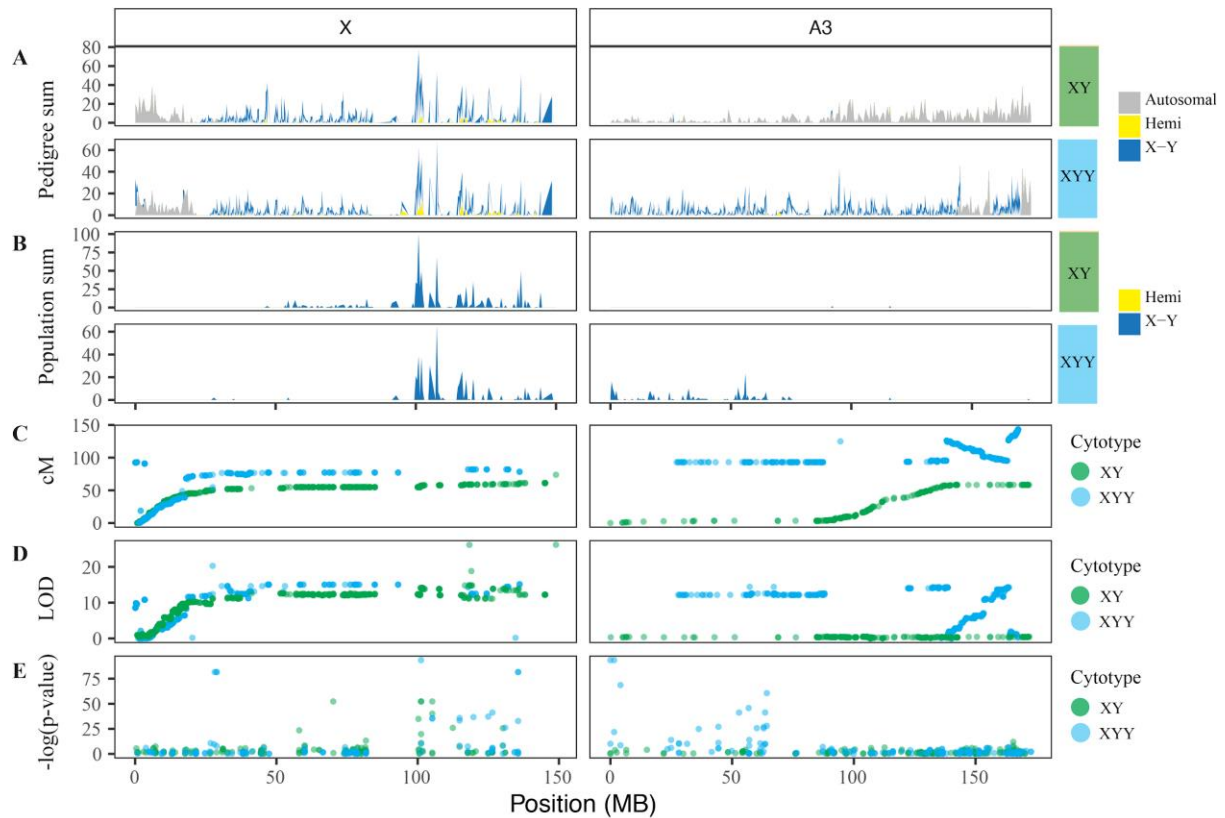 X A3
A
Pedigree sum
80
60
40
20
0
XY
60
40
20
0
XYY
Autosomal
Hemi
X-Y
B
Population sum
100
75
50
25
0
XY
60
40
20
0
XYY
Hemi
X-Y
C
cM
150
100
50
0
Cytotype
XY
XYY
D
LOD
20
10
0
Cytotype
XY
XYY
E
-log(p-value)
75
50
25
0
Cytotype
XY
XYY
0 50 100 150 0 50 100 150
Position (MB)